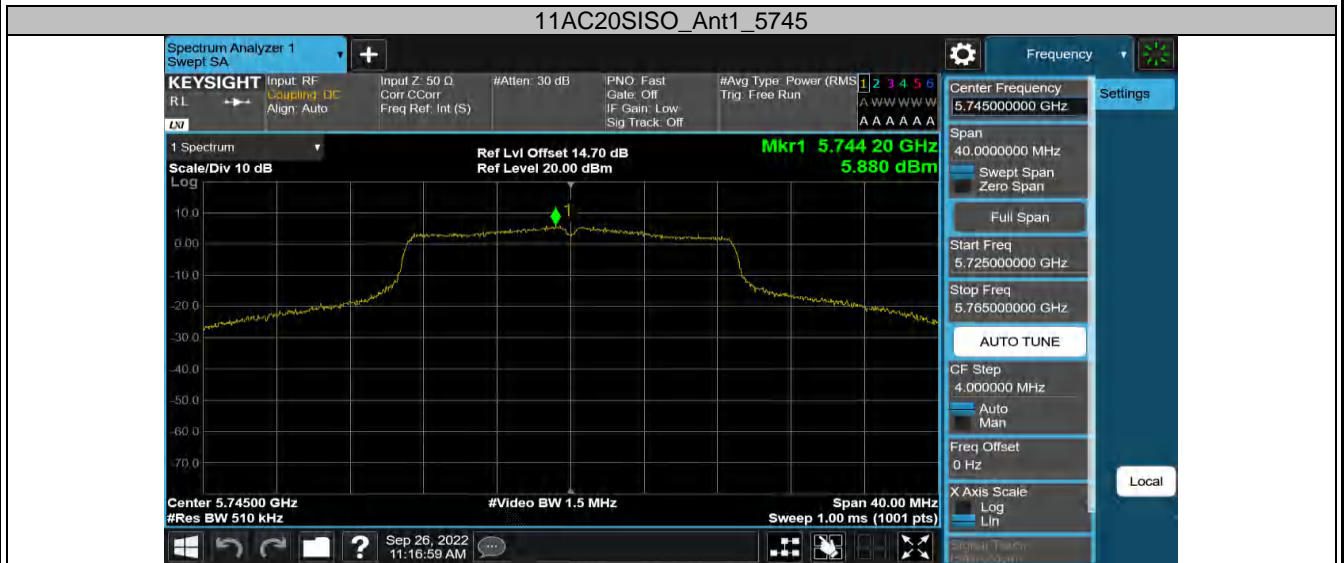 11AC20SISO_Ant1_5745
Spectrum Analyzer 1
Swept SA
+
Frequency
KEYSIGHT
RL
LXI
Input: RF
Coupling: DC
Align: Auto
Input Z: 50 Ω
Corr CCorr
Freq Ref: Int (S)
#Atten: 30 dB
PNO: Fast
Gate: Off
IF Gain: Low
Sig Track: Off
#Avg Type: Power (RMS
Trig: Free Run
1 2 3 4 5 6
A W W W W W
A A A A A A
1 Spectrum
Scale/Div 10 dB
Log
Ref Lvl Offset 14.70 dB
Ref Level 20.00 dBm
Mkr1 5.744 20 GHz
5.880 dBm
10.0
0.00
-10.0
-20.0
-30.0
-40.0
-50.0
-60.0
-70.0
1
Center 5.74500 GHz
#Res BW 510 kHz
#Video BW 1.5 MHz
Span 40.00 MHz
Sweep 1.00 ms (1001 pts)
Center Frequency
5.745000000 GHz
Settings
Span
40.0000000 MHz
Swept Span
Zero Span
Full Span
Start Freq
5.725000000 GHz
Stop Freq
5.765000000 GHz
AUTO TUNE
CF Step
4.000000 MHz
Auto
Man
Freq Offset
0 Hz
X Axis Scale
Log
Lin
Local
Signal Track
?
Sep 26, 2022
11:16:59 AM